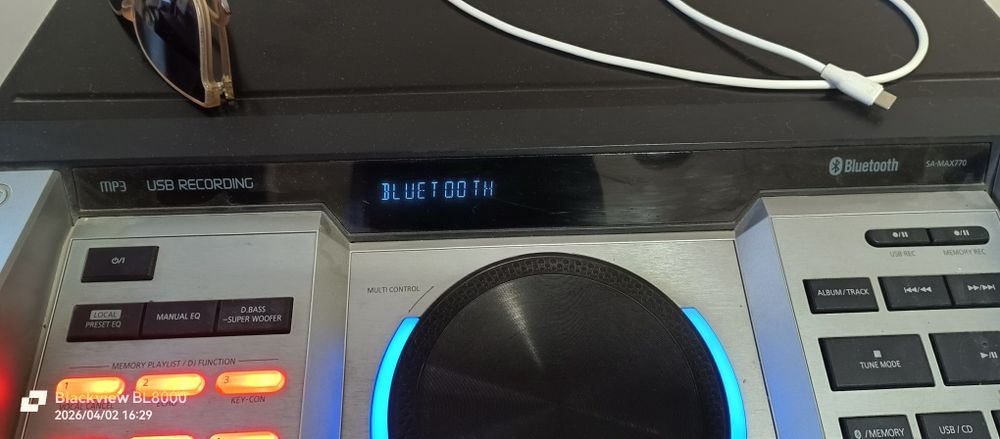 MP3 USB RECORDING
BLUETOOTH
Bluetooth
SA-MAX770
⏻/I
USB REC
MEMORY REC
MULTI CONTROL
ALBUM/TRACK
LOCAL
PRESET EQ
MANUAL EQ
D.BASS
-SUPER WOOFER
TUNE MODE
MEMORY PLAYLIST / DJ FUNCTION
1
2
3
KEY-CON
/MEMORY
USB/CD
Blackview BL8000
2026/04/02 16:29